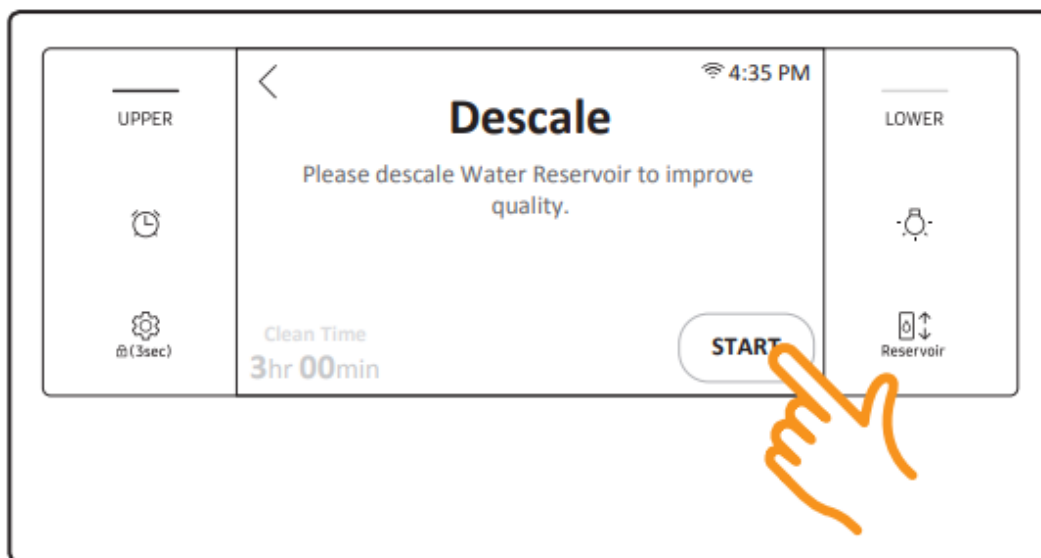 UPPER
(3sec)
4:35 PM
Descale
Please descale Water Reservoir to improve
quality.
Clean Time
3hr 00min
START
LOWER
Reservoir